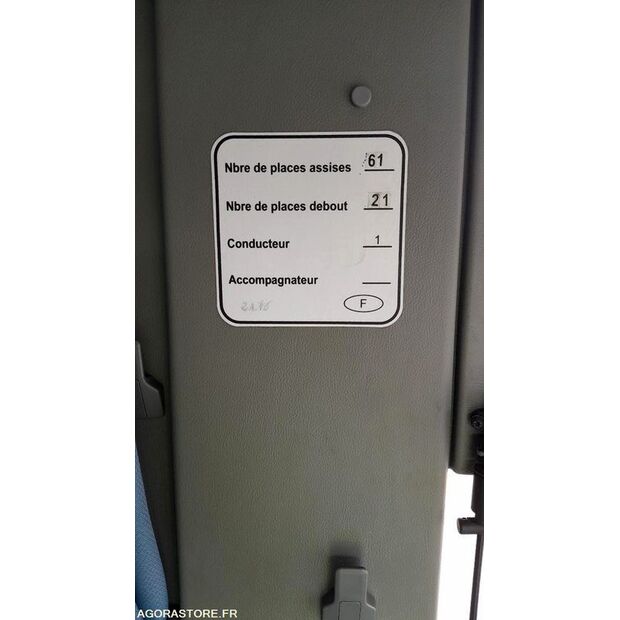 Nbre de places assises 61
Nbre de places debout 21
Conducteur 1
Accompagnateur
F
AGORASTORE.FR